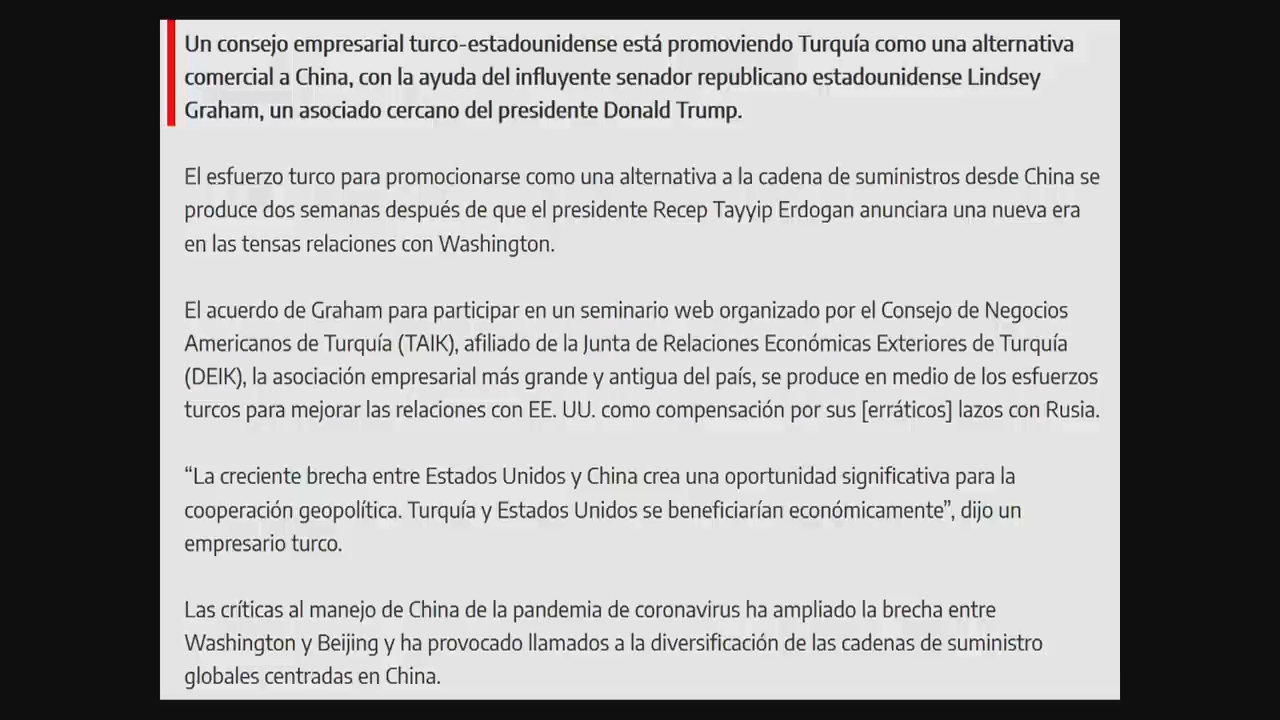 Un consejo empresarial turco-estadounidense está promoviendo Turquía como una alternativa
comercial a China, con la ayuda del influyente senador republicano estadounidense Lindsey
Graham, un asociado cercano del presidente Donald Trump.
El esfuerzo turco para promocionarse como una alternativa a la cadena de suministros desde China se
produce dos semanas después de que el presidente Recep Tayyip Erdogan anunciara una nueva era
en las tensas relaciones con Washington.
El acuerdo de Graham para participar en un seminario web organizado por el Consejo de Negocios
Americanos de Turquía (TAIK), afiliado de la Junta de Relaciones Económicas Exteriores de Turquía
(DEIK), la asociación empresarial más grande y antigua del país, se produce en medio de los esfuerzos
turcos para mejorar las relaciones con EE. UU. como compensación por sus [erráticos] lazos con Rusia.
“La creciente brecha entre Estados Unidos y China crea una oportunidad significativa para la
cooperación geopolítica. Turquía y Estados Unidos se beneficiarían económicamente”, dijo un
empresario turco.
Las críticas al manejo de China de la pandemia de coronavirus ha ampliado la brecha entre
Washington y Beijing y ha provocado llamados a la diversificación de las cadenas de suministro
globales centradas en China.